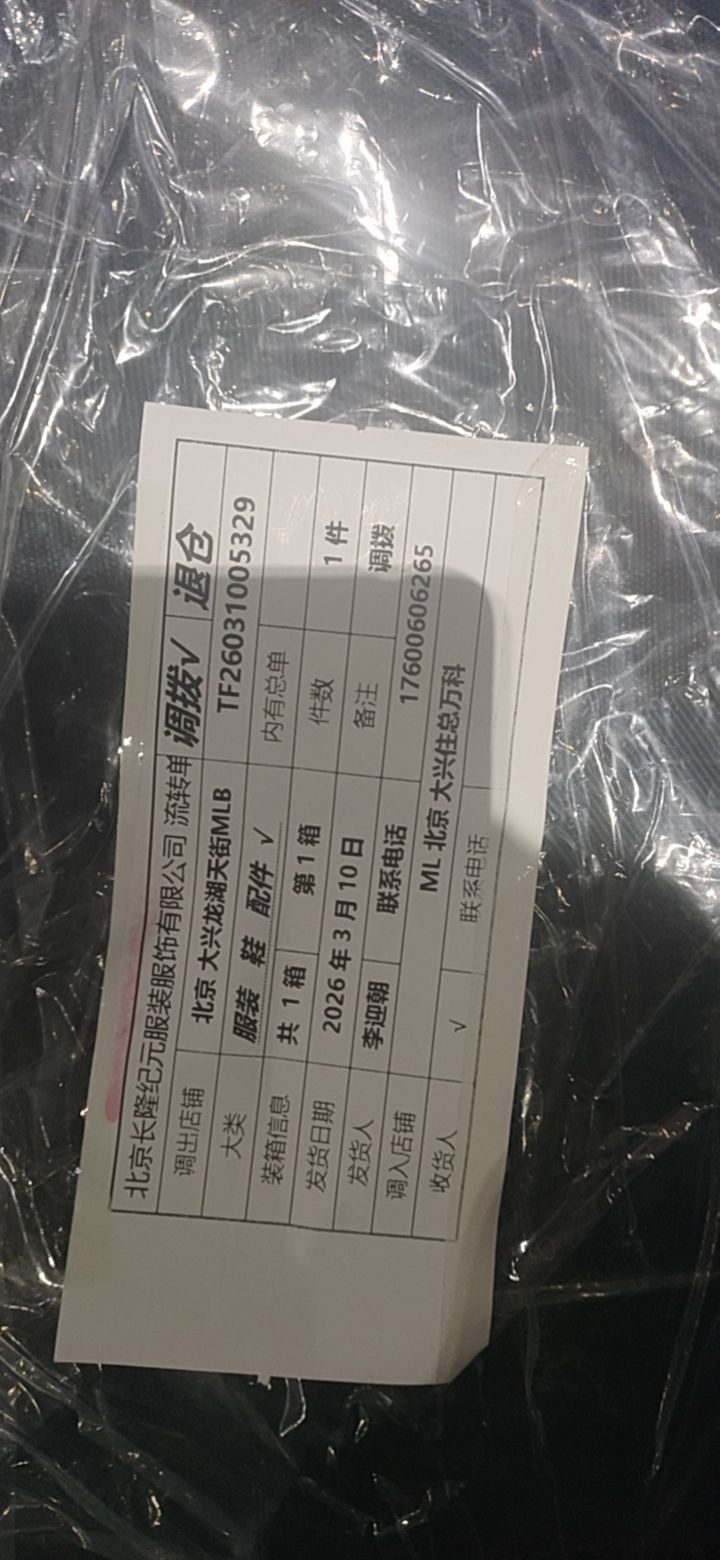 北京长隆纪元服装服饰有限公司 流转单 调拨√ 退仓
调出店铺 北京 大兴龙湖天街MLB TF26031005329
大类 服装 鞋 配件 √ 内有总单
装箱信息 共 1 箱 第 1 箱 件数 1 件
发货日期 2026 年 3 月 10 日 备注 调拨
发货人 李迎朝 联系电话 17600606265
调入店铺 ML 北京 大兴住总万科
收货人 √ 联系电话